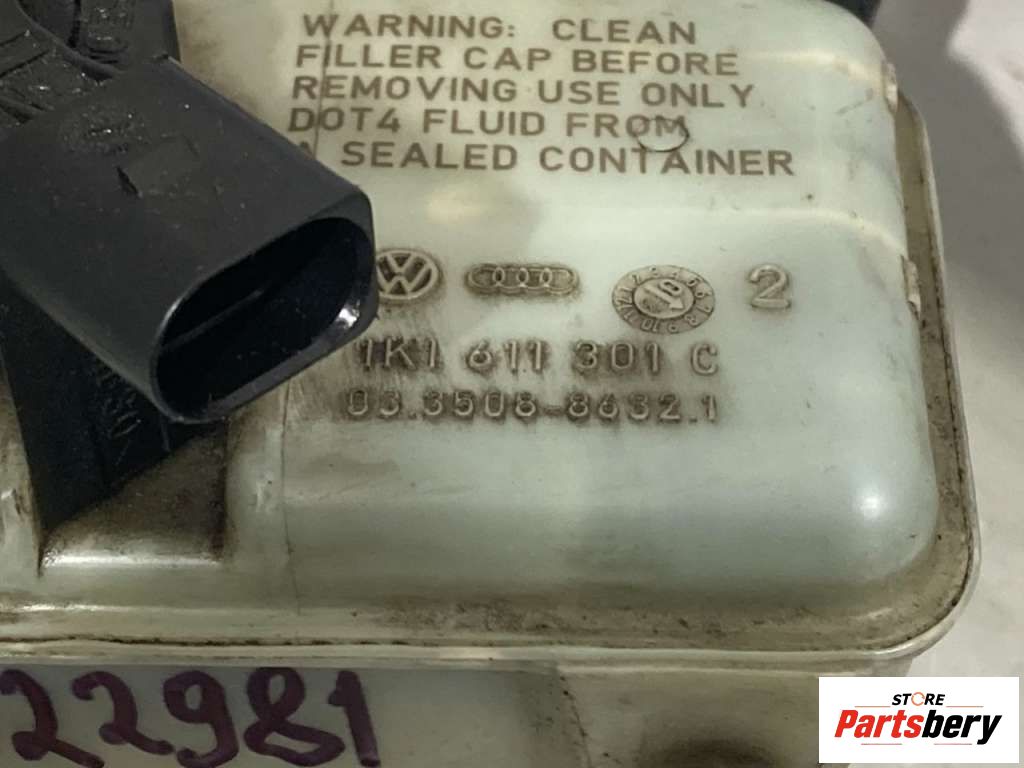 WARNING: CLEAN
FILLER CAP BEFORE
REMOVING USE ONLY
DOT4 FLUID FROM
A SEALED CONTAINER
VW
2
1K1 611 301 C
03.3508-8632.1
22981
STORE
Partsbery